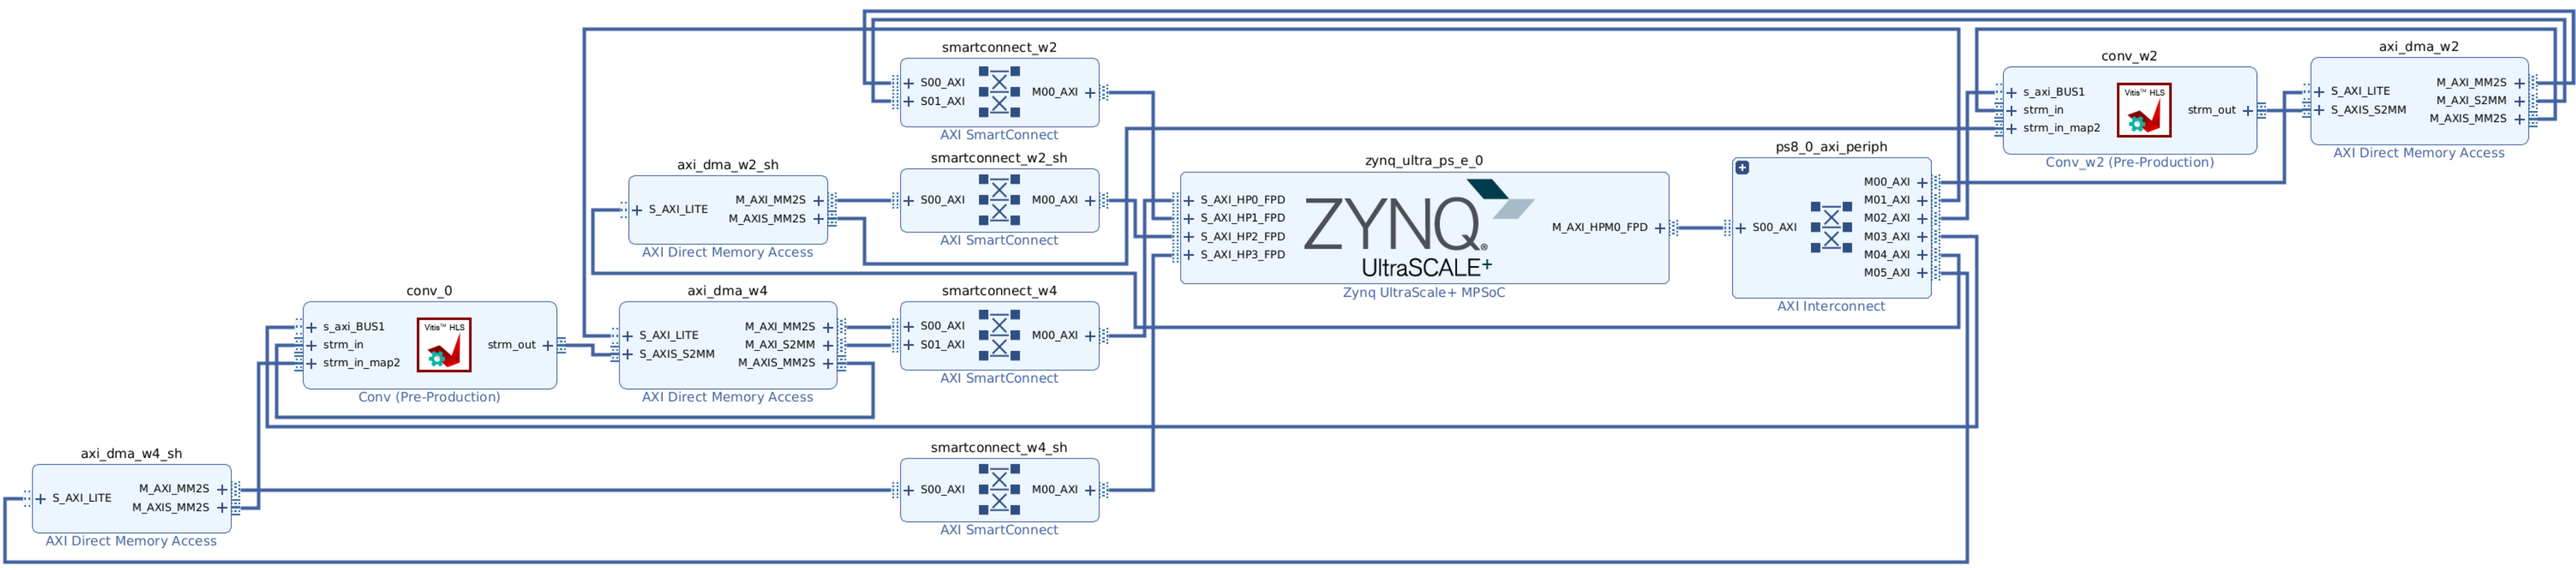 smartconnect_w2
S00_AXI
S01_AXI
M00_AXI
AXI SmartConnect
conv_w2
s_axi_BUS1
strm_in
strm_in_map2
Vitis™ HLS
strm_out
Conv_w2 (Pre-Production)
axi_dma_w2
S_AXI_LITE
S_AXIS_S2MM
M_AXI_MM2S
M_AXI_S2MM
M_AXIS_MM2S
AXI Direct Memory Access
axi_dma_w2_sh
S_AXI_LITE
M_AXI_MM2S
M_AXIS_MM2S
AXI Direct Memory Access
smartconnect_w2_sh
S00_AXI
M00_AXI
AXI SmartConnect
zynq_ultra_ps_e_0
S_AXI_HP0_FPD
S_AXI_HP1_FPD
S_AXI_HP2_FPD
S_AXI_HP3_FPD
ZYNQ®
UltraSCALE+
M_AXI_HPM0_FPD
Zynq UltraScale+ MPSoC
ps8_0_axi_periph
S00_AXI
M00_AXI
M01_AXI
M02_AXI
M03_AXI
M04_AXI
M05_AXI
AXI Interconnect
conv_0
s_axi_BUS1
strm_in
strm_in_map2
Vitis™ HLS
strm_out
Conv (Pre-Production)
axi_dma_w4
S_AXI_LITE
S_AXIS_S2MM
M_AXI_MM2S
M_AXI_S2MM
M_AXIS_MM2S
AXI Direct Memory Access
smartconnect_w4
S00_AXI
S01_AXI
M00_AXI
AXI SmartConnect
axi_dma_w4_sh
S_AXI_LITE
M_AXI_MM2S
M_AXIS_MM2S
AXI Direct Memory Access
smartconnect_w4_sh
S00_AXI
M00_AXI
AXI SmartConnect